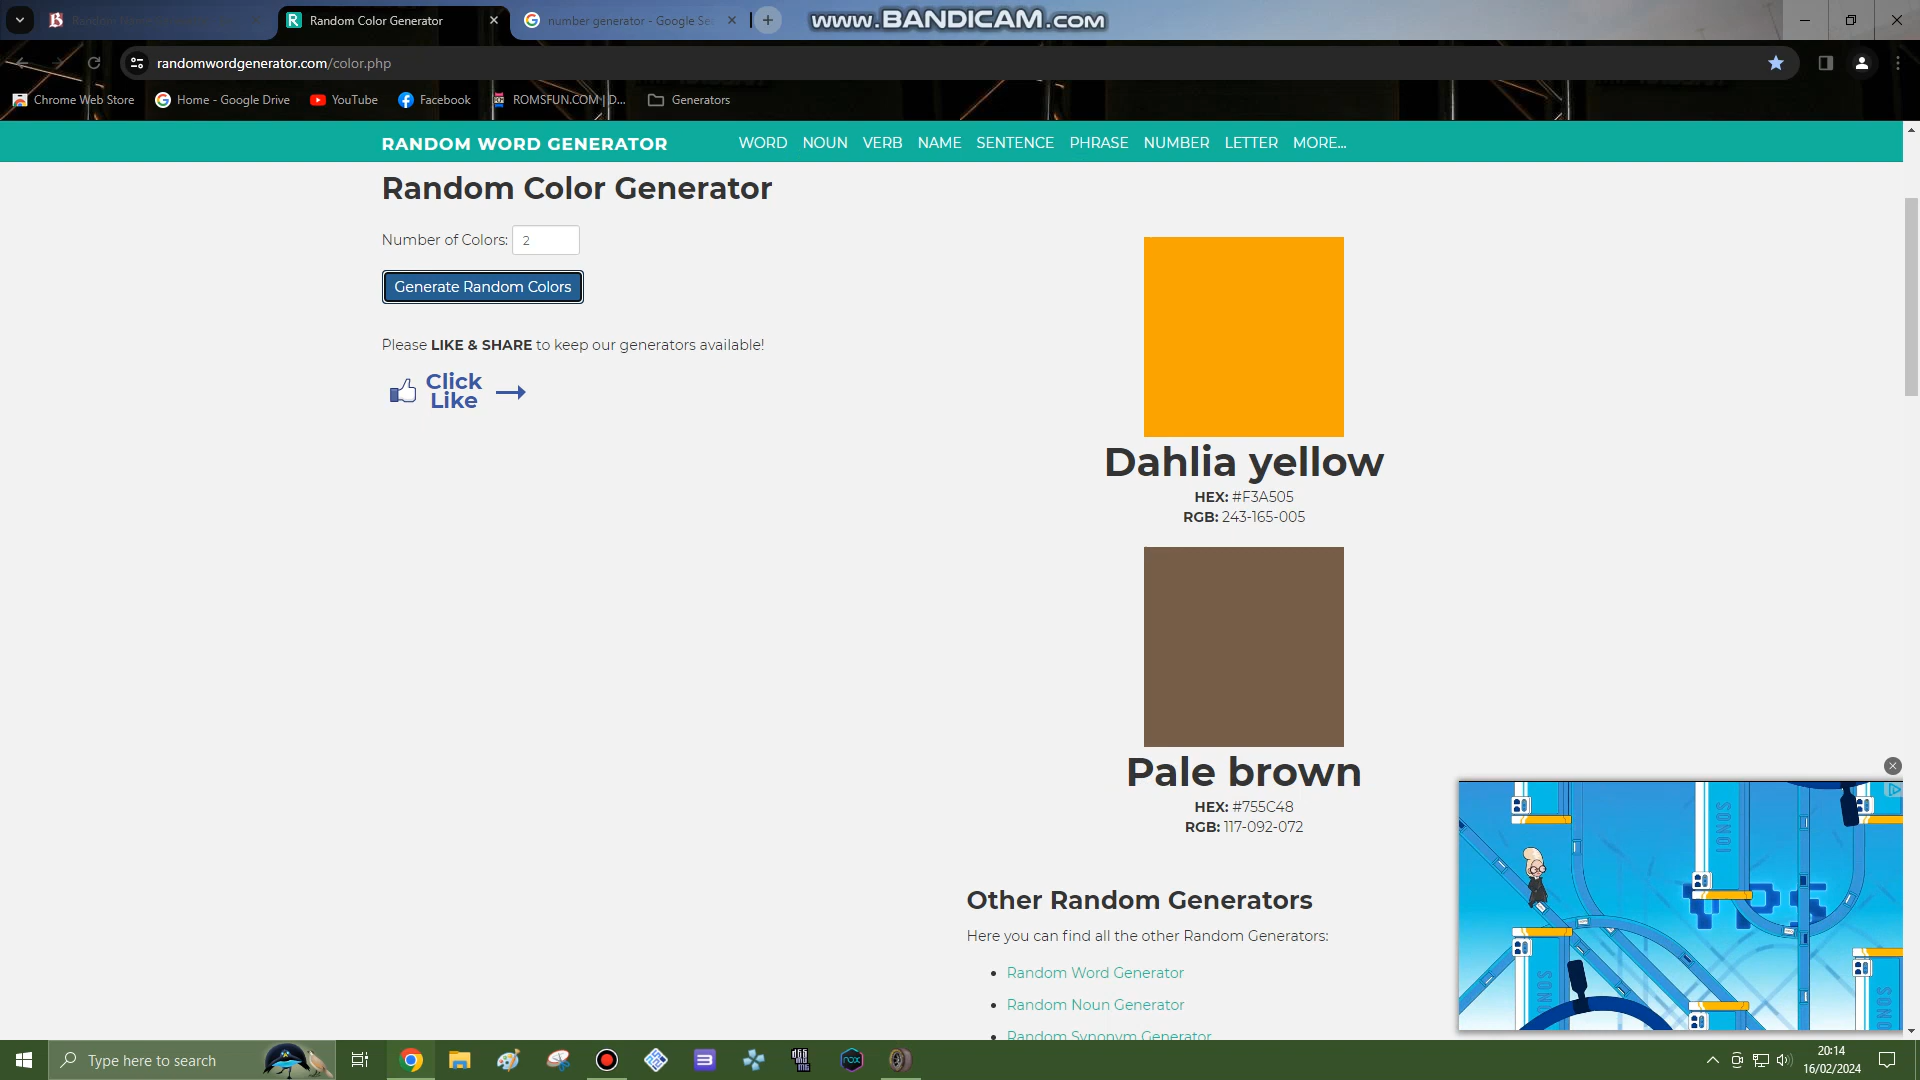 Random Color Generator
number generator - Google Se
www.BANDICAM.com
randomwordgenerator.com/color.php
Chrome Web Store
Home - Google Drive
YouTube
Facebook
ROMSFUN.COM | D...
Generators
RANDOM WORD GENERATOR
WORD NOUN VERB NAME SENTENCE PHRASE NUMBER LETTER MORE...
Random Color Generator
Number of Colors: 2
Generate Random Colors
Please LIKE & SHARE to keep our generators available!
Click
Like
Dahlia yellow
HEX: #F3A505
RGB: 243-165-005
Pale brown
HEX: #755C48
RGB: 117-092-072
Other Random Generators
Here you can find all the other Random Generators:
Random Word Generator
Random Noun Generator
Random Synonym Generator
IONOS
VPS
IONOS
IONOS
Type here to search
nox
20:14
16/02/2024